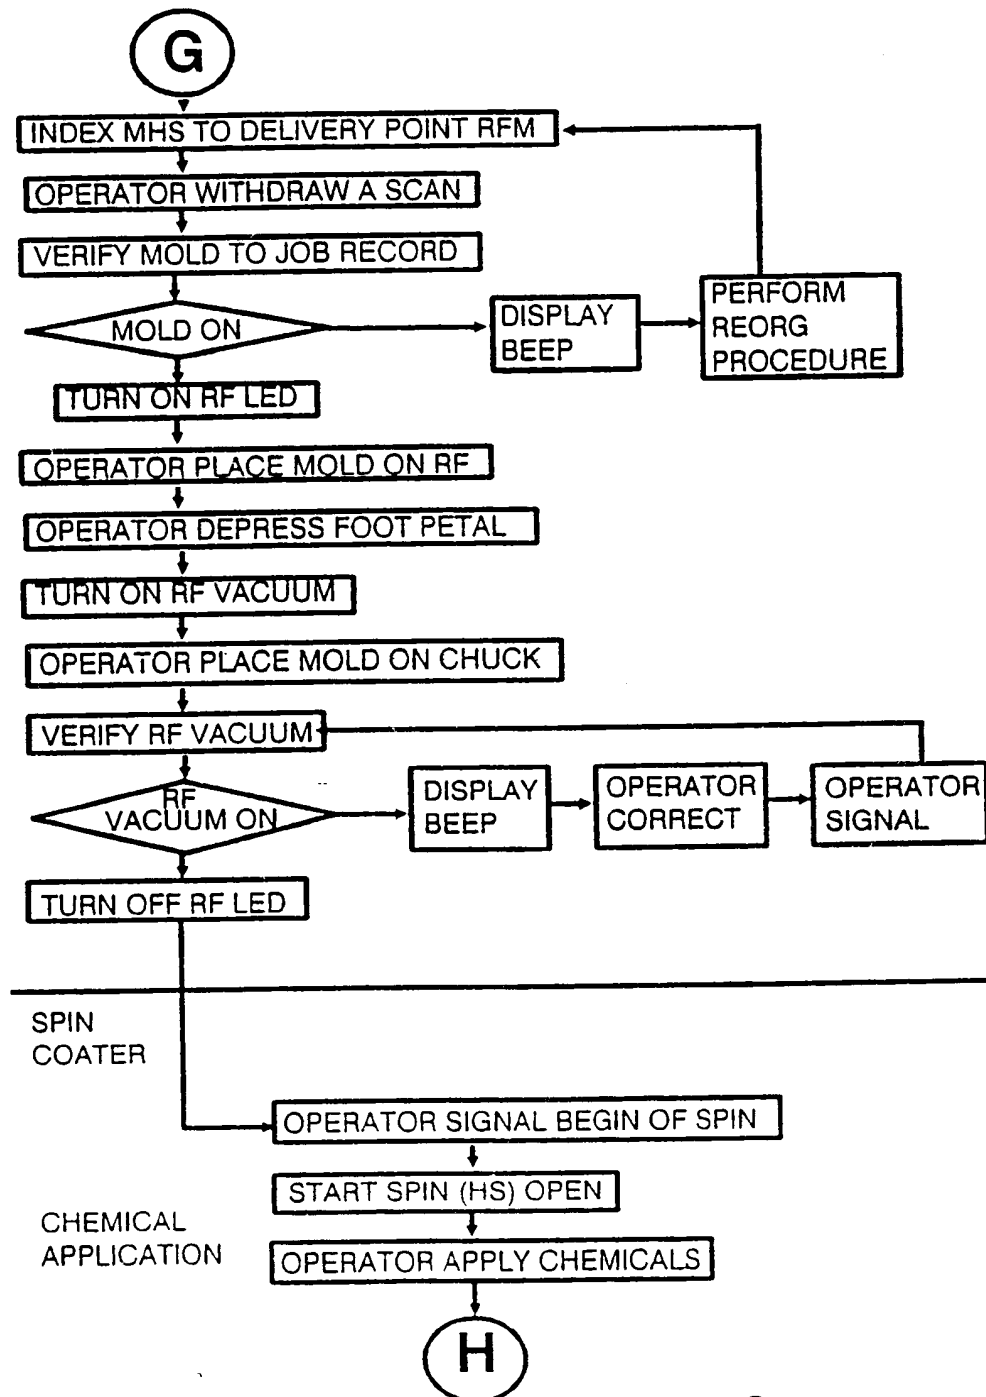 G
INDEX MHS TO DELIVERY POINT RFM
OPERATOR WITHDRAW A SCAN
VERIFY MOLD TO JOB RECORD
MOLD ON
DISPLAY
BEEP
PERFORM
REORG
PROCEDURE
TURN ON RF LED
OPERATOR PLACE MOLD ON RF
OPERATOR DEPRESS FOOT PETAL
TURN ON RF VACUUM
OPERATOR PLACE MOLD ON CHUCK
VERIFY RF VACUUM
RF
VACUUM ON
DISPLAY
BEEP
OPERATOR
CORRECT
OPERATOR
SIGNAL
TURN OFF RF LED
SPIN
COATER
OPERATOR SIGNAL BEGIN OF SPIN
START SPIN (HS) OPEN
CHEMICAL
APPLICATION
OPERATOR APPLY CHEMICALS
H